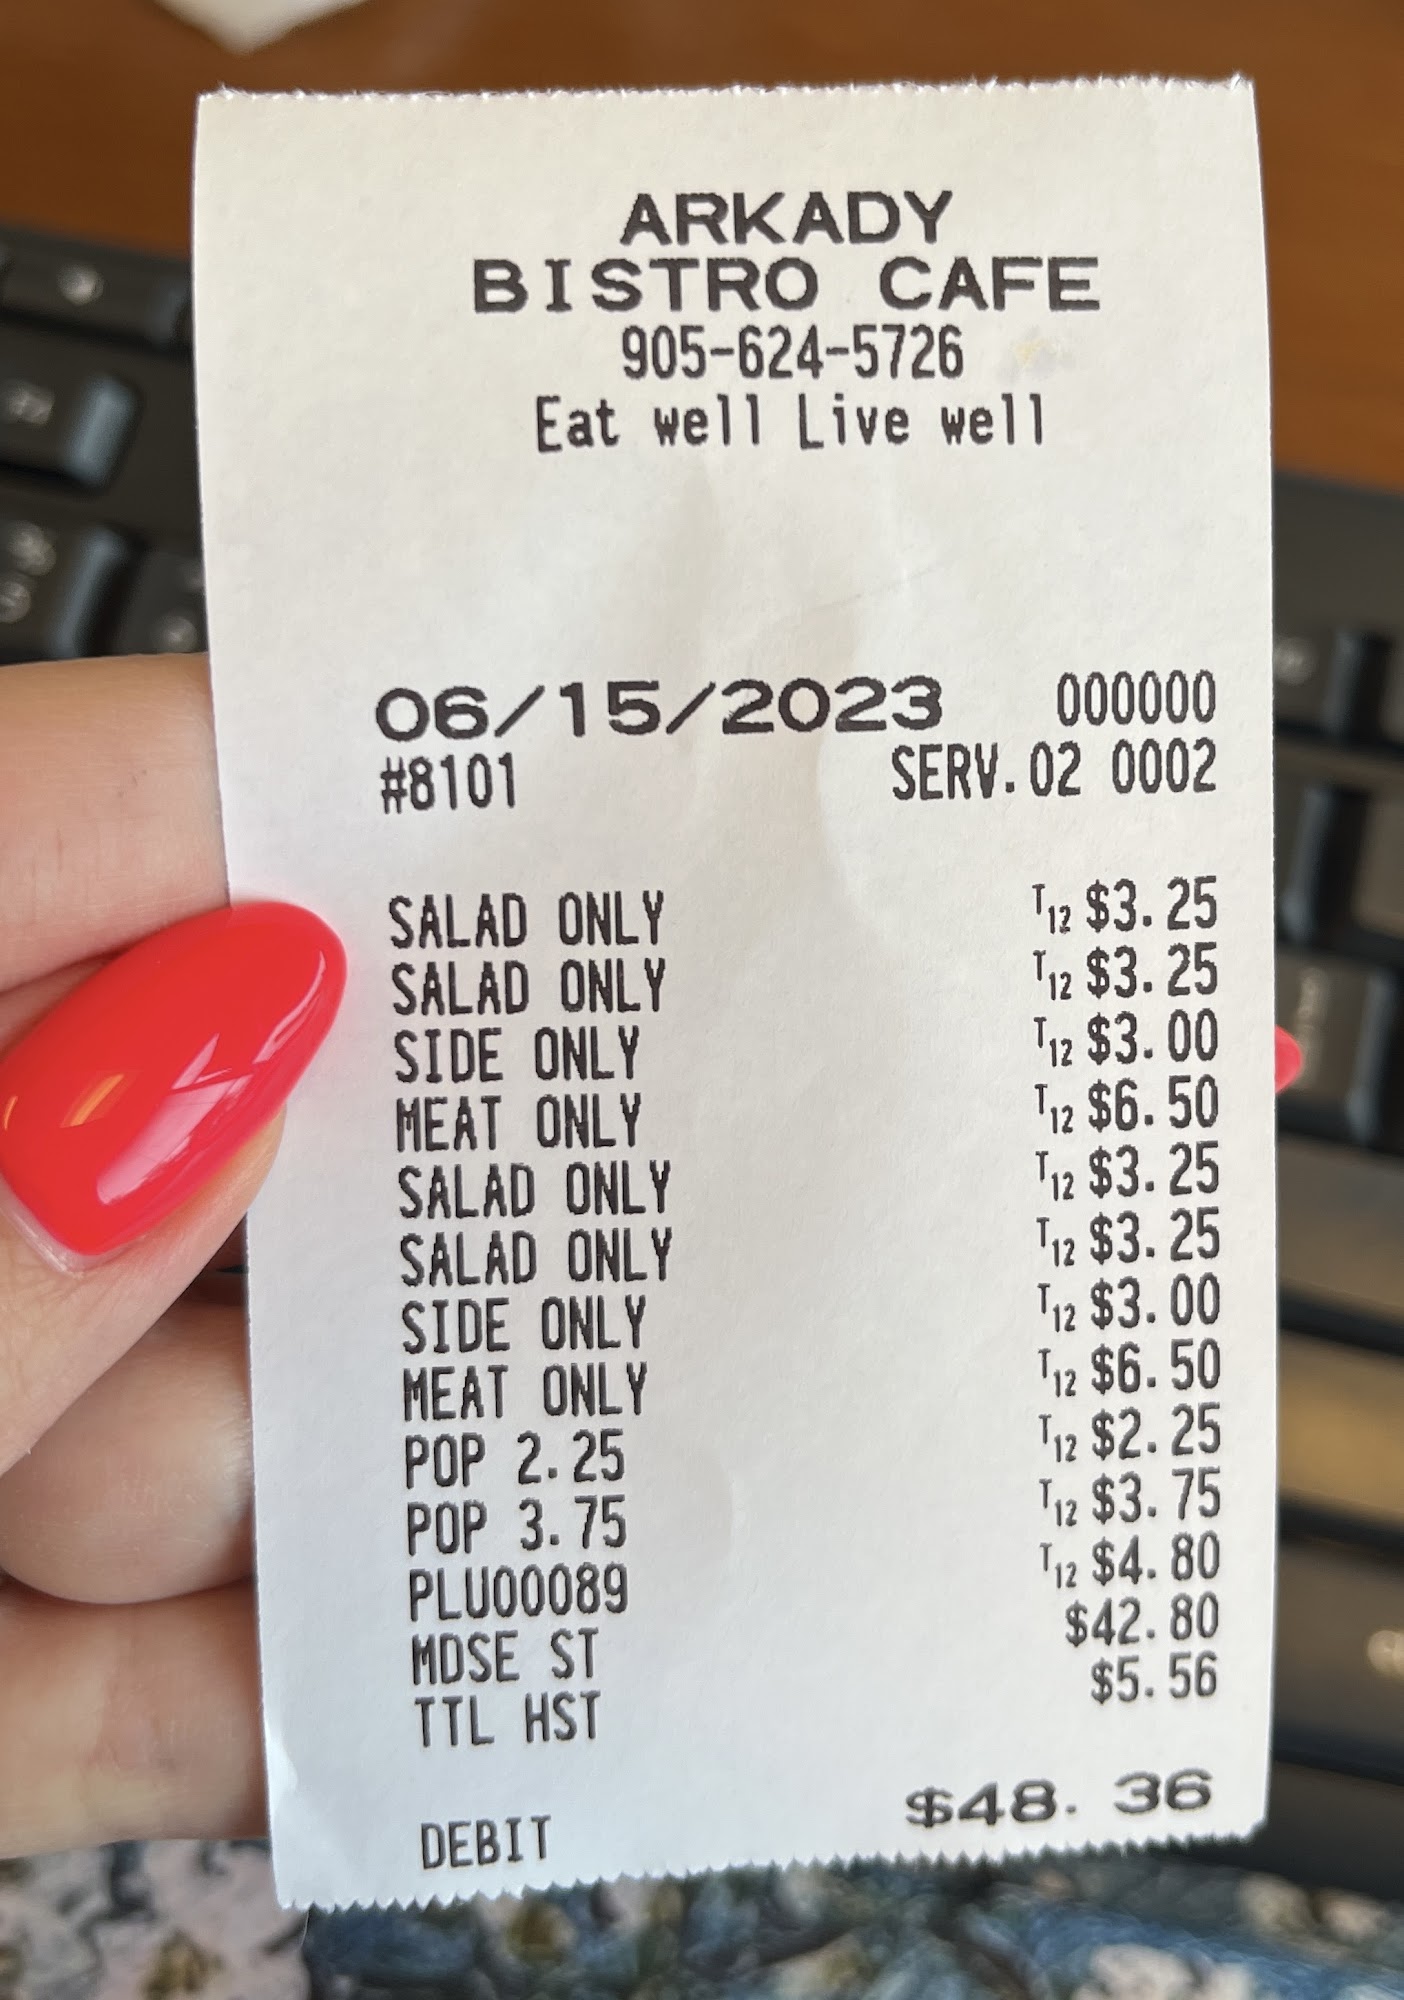 ARKADY
BISTRO CAFE
905-624-5726
Eat well Live well
06/15/2023 000000
#8101 SERV.02 0002
SALAD ONLY T12 $3.25
SALAD ONLY T12 $3.25
SIDE ONLY T12 $3.00
MEAT ONLY T12 $6.50
SALAD ONLY T12 $3.25
SALAD ONLY T12 $3.25
SIDE ONLY T12 $3.00
MEAT ONLY T12 $6.50
POP 2.25 T12 $2.25
POP 3.75 T12 $3.75
PLU00089 T12 $4.80
MDSE ST $42.80
TTL HST $5.56
DEBIT $48.36